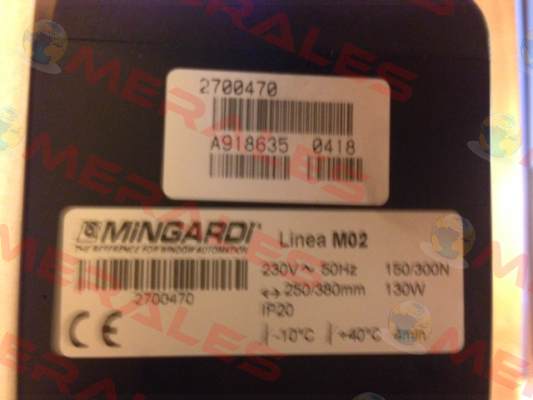 2700470
A918635 0418
MiNGARDi
THE REFERENCE FOR WINDOW AUTOMATION
Linea M02
230V ~ 50Hz 150/300N
↔ 250/380mm 130W
IP20
-10°C +40°C 4min
2700470
CE
MERALES
MERALES
MERALES